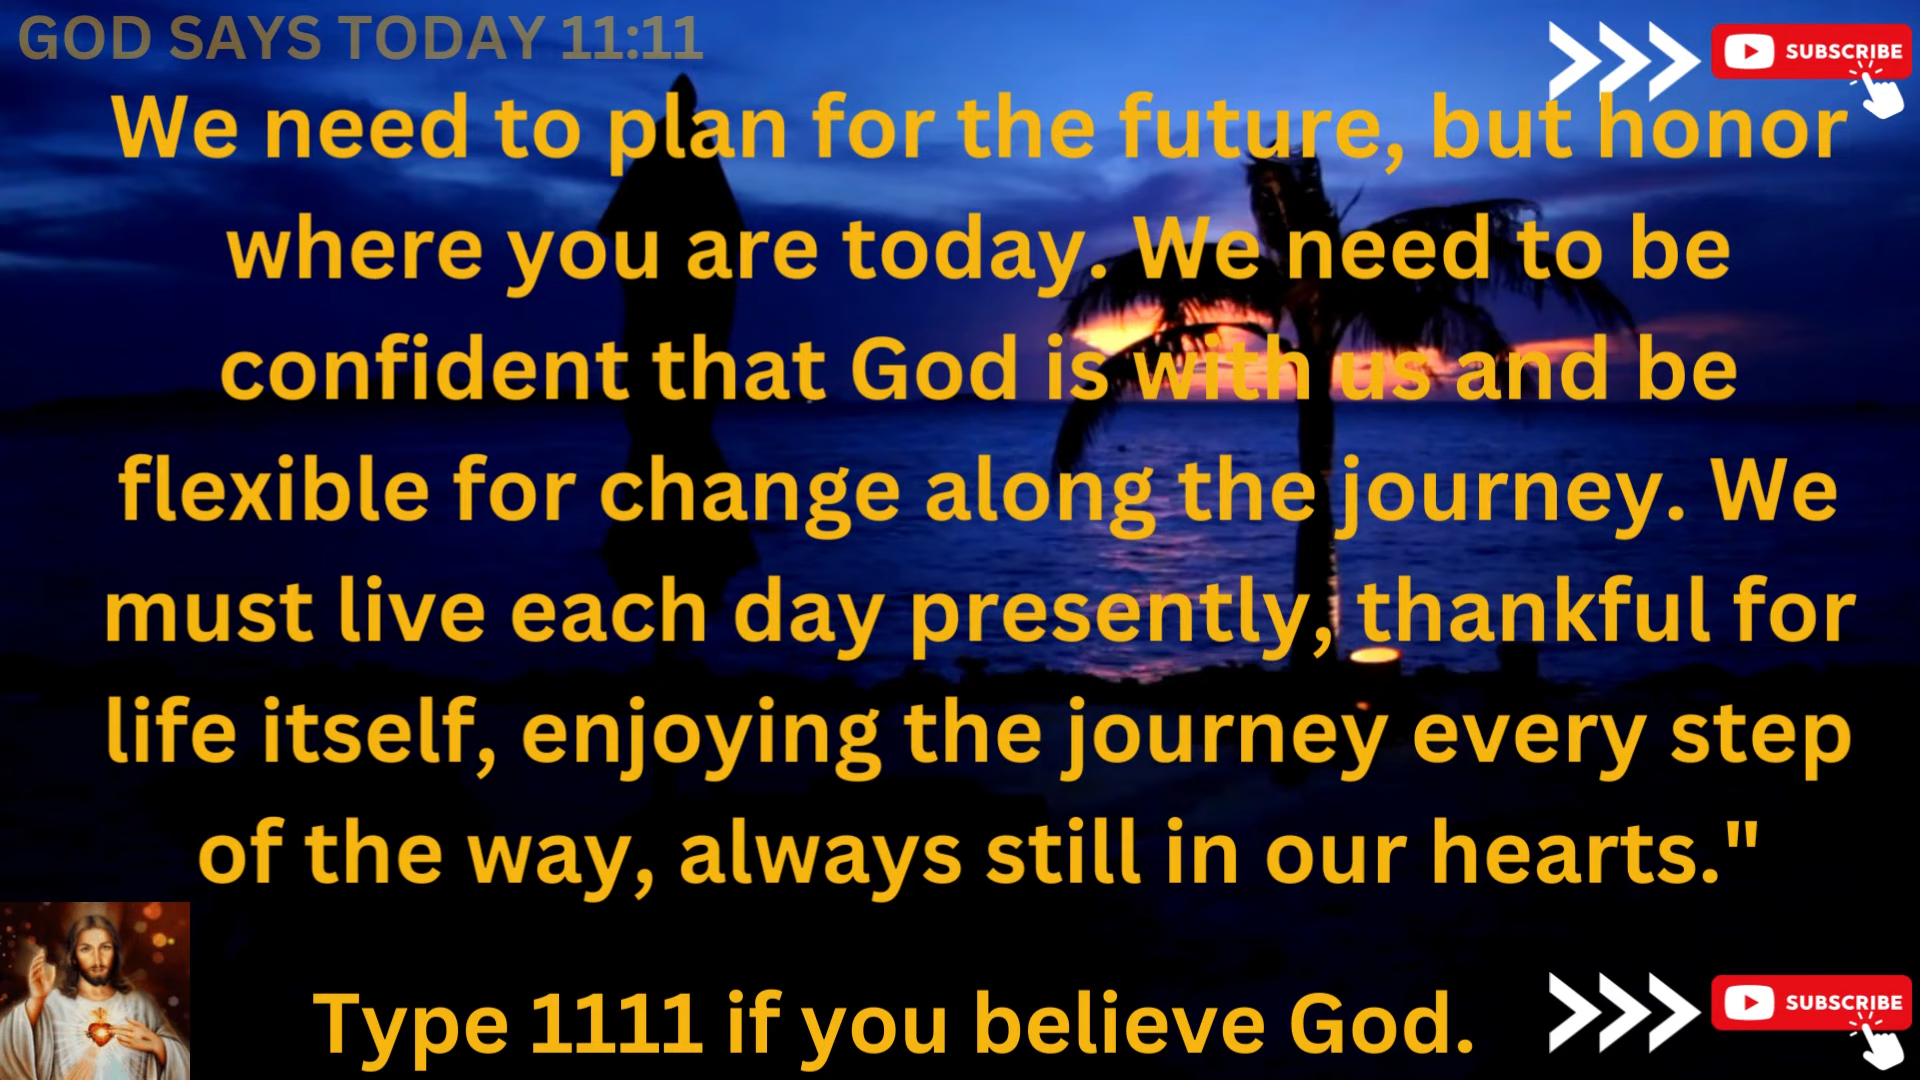 GOD SAYS TODAY 11:11
SUBSCRIBE
We need to plan for the future, but honor
where you are today. We need to be
confident that God is with us and be
flexible for change along the journey. We
must live each day presently, thankful for
life itself, enjoying the journey every step
of the way, always still in our hearts."
Type 1111 if you believe God.
SUBSCRIBE